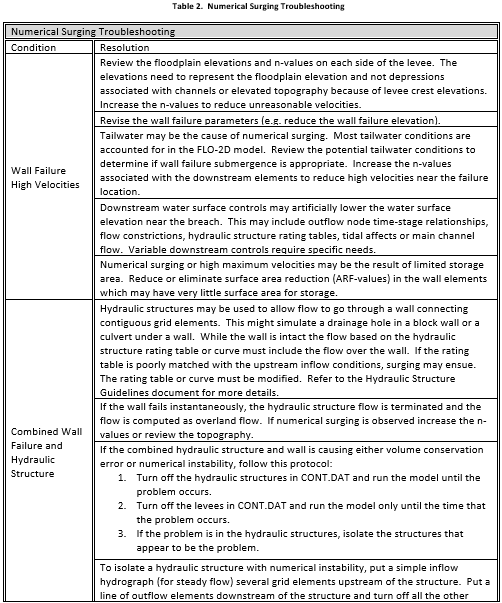 Table 2.  Numerical Surging Troubleshooting
Numerical Surging Troubleshooting
Condition
Resolution
Wall Failure
High Velocities
Review the floodplain elevations and n-values on each side of the levee.  The
elevations need to represent the floodplain elevation and not depressions
associated with channels or elevated topography because of levee crest elevations.
Increase the n-values to reduce unreasonable velocities.
Revise the wall failure parameters (e.g. reduce the wall failure elevation).
Tailwater may be the cause of numerical surging.  Most tailwater conditions are
accounted for in the FLO-2D model.  Review the potential tailwater conditions to
determine if wall failure submergence is appropriate.  Increase the n-values
associated with the downstream elements to reduce high velocities near the failure
location.
Downstream water surface controls may artificially lower the water surface
elevation near the breach.  This may include outflow node time-stage relationships,
flow constrictions, hydraulic structure rating tables, tidal affects or main channel
flow.  Variable downstream controls require specific needs.
Numerical surging or high maximum velocities may be the result of limited storage
area.  Reduce or eliminate surface area reduction (ARF-values) in the wall elements
which may have very little surface area for storage.
Combined Wall
Failure and
Hydraulic
Structure
Hydraulic structures may be used to allow flow to go through a wall connecting
contiguous grid elements.  This might simulate a drainage hole in a block wall or a
culvert under a wall.  While the wall is intact the flow based on the hydraulic
structure rating table or curve must include the flow over the wall.  If the rating
table is poorly matched with the upstream inflow conditions, surging may ensue.
The rating table or curve must be modified.  Refer to the Hydraulic Structure
Guidelines document for more details.
If the wall fails instantaneously, the hydraulic structure flow is terminated and the
flow is computed as overland flow.  If numerical surging is observed increase the n-
values or review the topography.
If the combined hydraulic structure and wall is causing either volume conservation
error or numerical instability, follow this protocol:
1. Turn off the hydraulic structures in CONT.DAT and run the model until the
problem occurs.
2. Turn off the levees in CONT.DAT and run the model only until the time that
the problem occurs.
3. If the problem is in the hydraulic structures, isolate the structures that
appear to be the problem.
To isolate a hydraulic structure with numerical instability, put a simple inflow
hydrograph (for steady flow) several grid elements upstream of the structure.  Put a
line of outflow elements downstream of the structure and turn off all the other